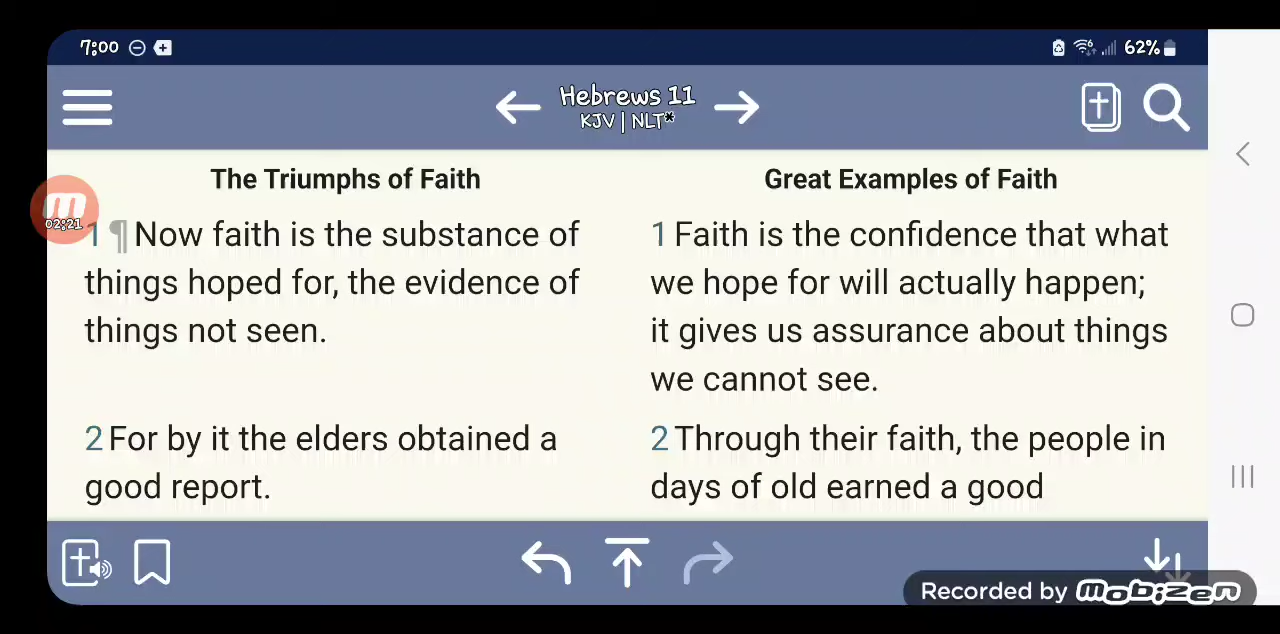 7:00
62%
Hebrews 11
KJV | NLT*
The Triumphs of Faith
02:21
1 ¶ Now faith is the substance of
things hoped for, the evidence of
things not seen.
2 For by it the elders obtained a
good report.
Great Examples of Faith
1 Faith is the confidence that what
we hope for will actually happen;
it gives us assurance about things
we cannot see.
2 Through their faith, the people in
days of old earned a good
Recorded by Mobizen